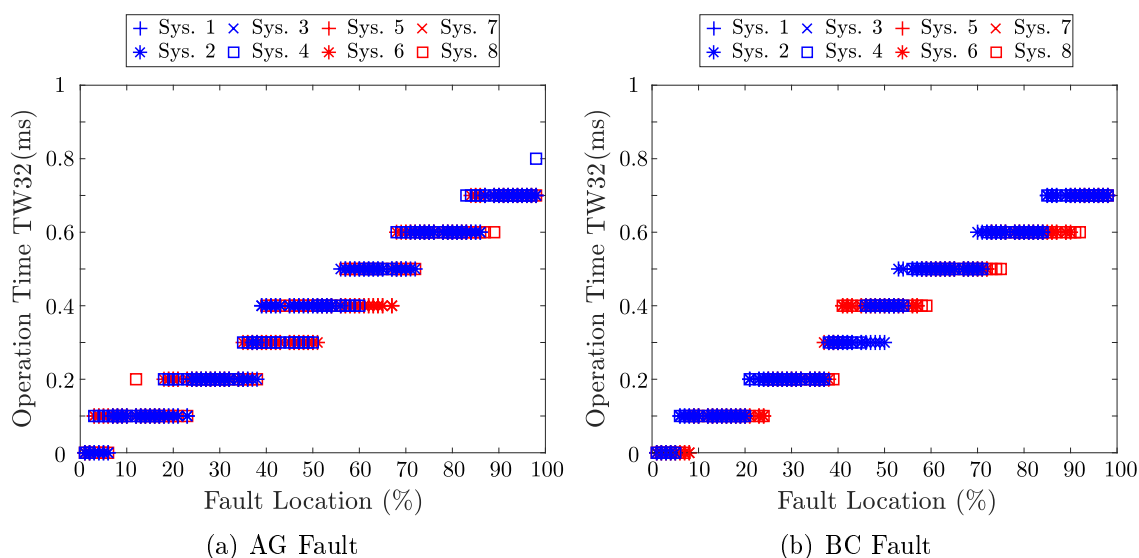 Sys. 1 Sys. 3 Sys. 5 Sys. 7
Sys. 2 Sys. 4 Sys. 6 Sys. 8
Operation Time TW32(ms)
1
0.8
0.6
0.4
0.2
0
0 10 20 30 40 50 60 70 80 90 100
Fault Location (%)
(a) AG Fault
Sys. 1 Sys. 3 Sys. 5 Sys. 7
Sys. 2 Sys. 4 Sys. 6 Sys. 8
Operation Time TW32(ms)
1
0.8
0.6
0.4
0.2
0
0 10 20 30 40 50 60 70 80 90 100
Fault Location (%)
(b) BC Fault